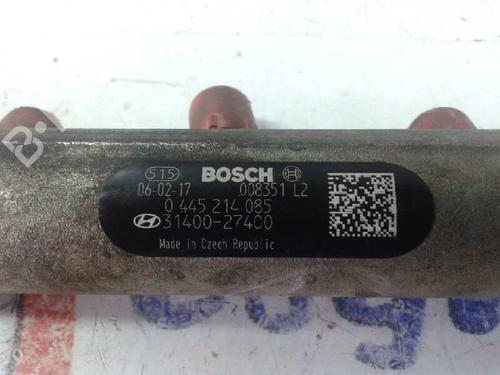 515 BOSCH
06-02-17 008351 L2
0 445 214 085
31400-27400
Made in Czech Republic
B